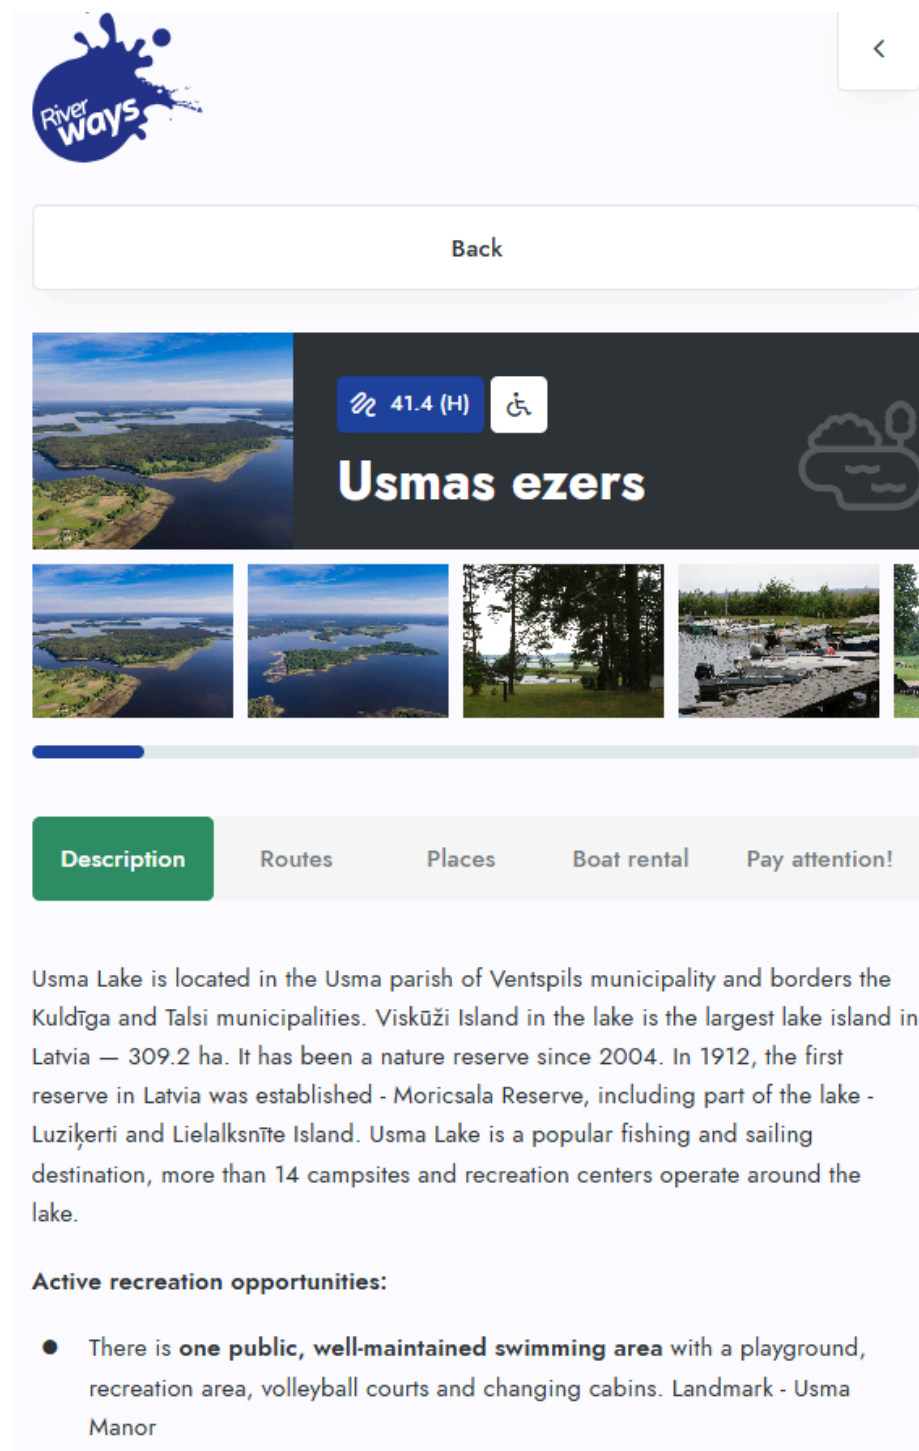 River
ways
Back
41.4 (H)
Usmas ezers
Description Routes Places Boat rental Pay attention!
Usma Lake is located in the Usma parish of Ventspils municipality and borders the
Kuldīga and Talsi municipalities. Viskūži Island in the lake is the largest lake island in
Latvia — 309.2 ha. It has been a nature reserve since 2004. In 1912, the first
reserve in Latvia was established - Moricsala Reserve, including part of the lake -
Luziķerti and Lielalksnīte Island. Usma Lake is a popular fishing and sailing
destination, more than 14 campsites and recreation centers operate around the
lake.
Active recreation opportunities:
● There is one public, well-maintained swimming area with a playground,
recreation area, volleyball courts and changing cabins. Landmark - Usma
Manor